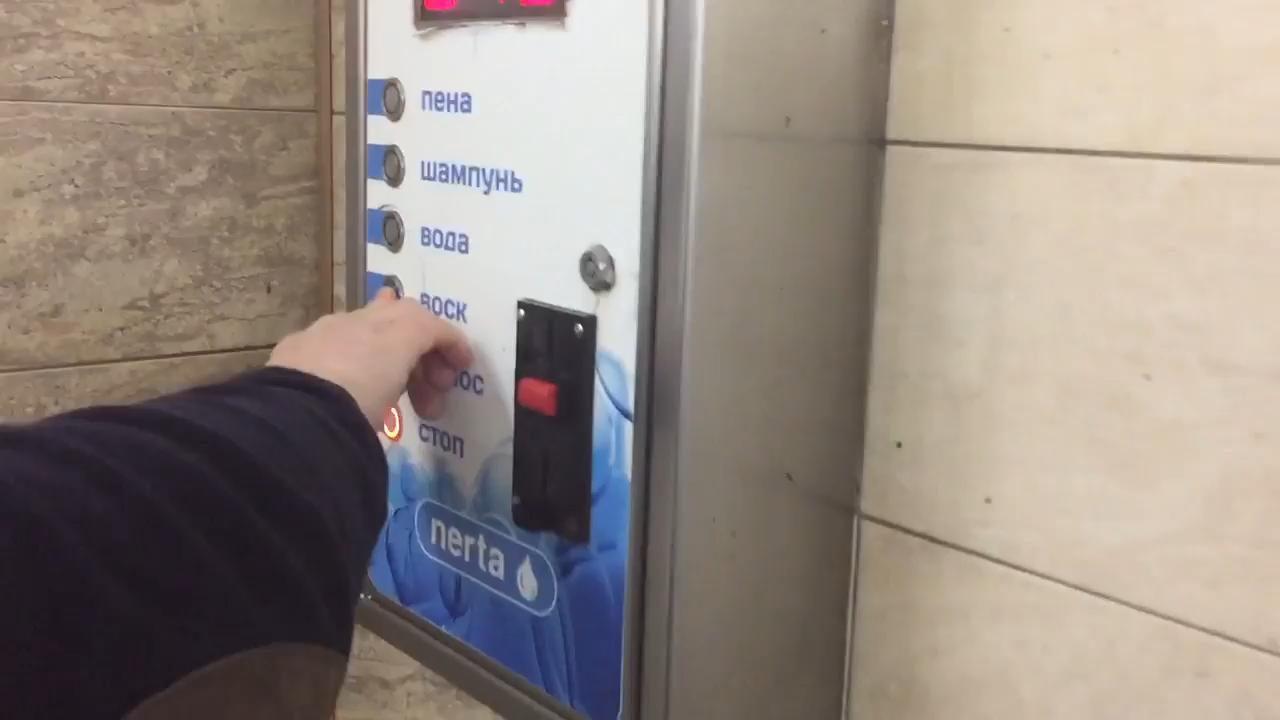 пена
шампунь
вода
воск
стоп
nerta